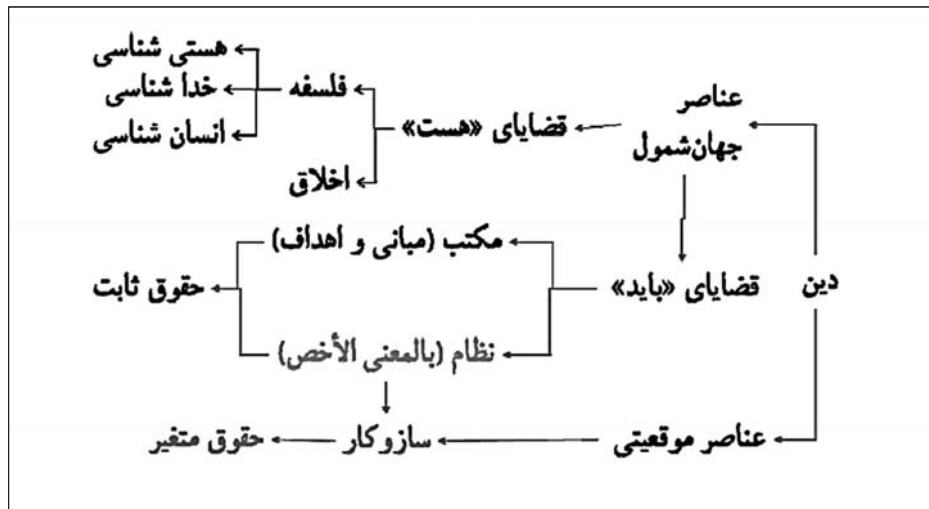 دین
عناصر
جهان‌شمول
قضایای «هست»
فلسفه
هستی شناسی
خدا شناسی
انسان شناسی
اخلاق
قضایای «باید»
مکتب (مبانی و اهداف)
نظام (بالمعنی الأخص)
حقوق ثابت
عناصر موقعیتی
سازوکار
حقوق متغیر